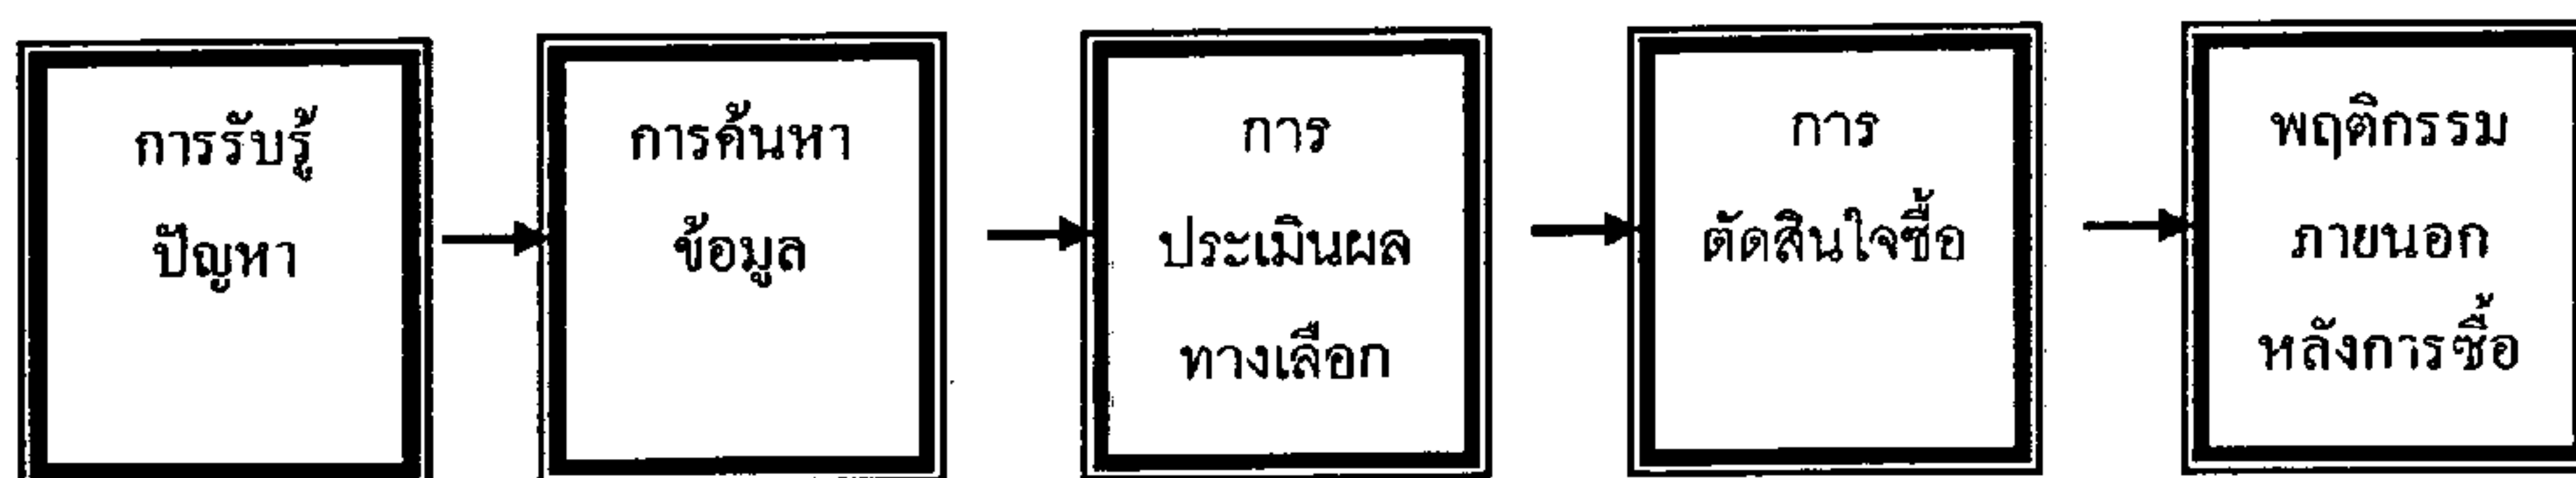 การรับรู้
ปัญหา
การค้นหา
ข้อมูล
การ
ประเมินผล
ทางเลือก
การ
ตัดสินใจซื้อ
พฤติกรรม
ภายนอก
หลังการซื้อ